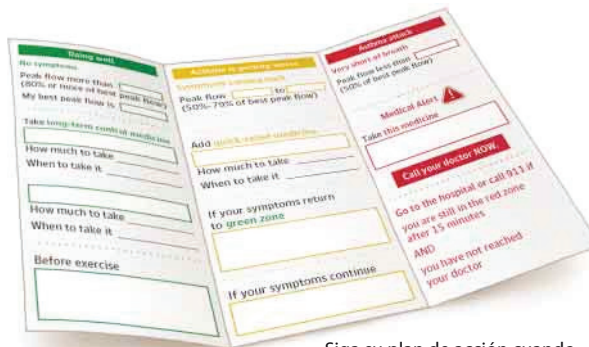 Doing well
No symptoms
Peak flow more than
(80% or more of best peak flow)
My best peak flow is
Take long-term control medicine
How much to take
When to take it
How much to take
When to take it
Before exercise
Asthma is getting worse
Symptoms coming back
Peak flow to
(50%-70% of best peak flow)
Add quick-relief medicine
How much to take
When to take it
If your symptoms return
to green zone
If your symptoms continue
Asthma attack
Very short of breath
Peak flow less than
(50% of best peak flow)
Medical Alert
Take this medicine
Call your doctor NOW.
Go to the hospital or call 911 if
you are still in the red zone
after 15 minutes
AND
you have not reached
your doctor